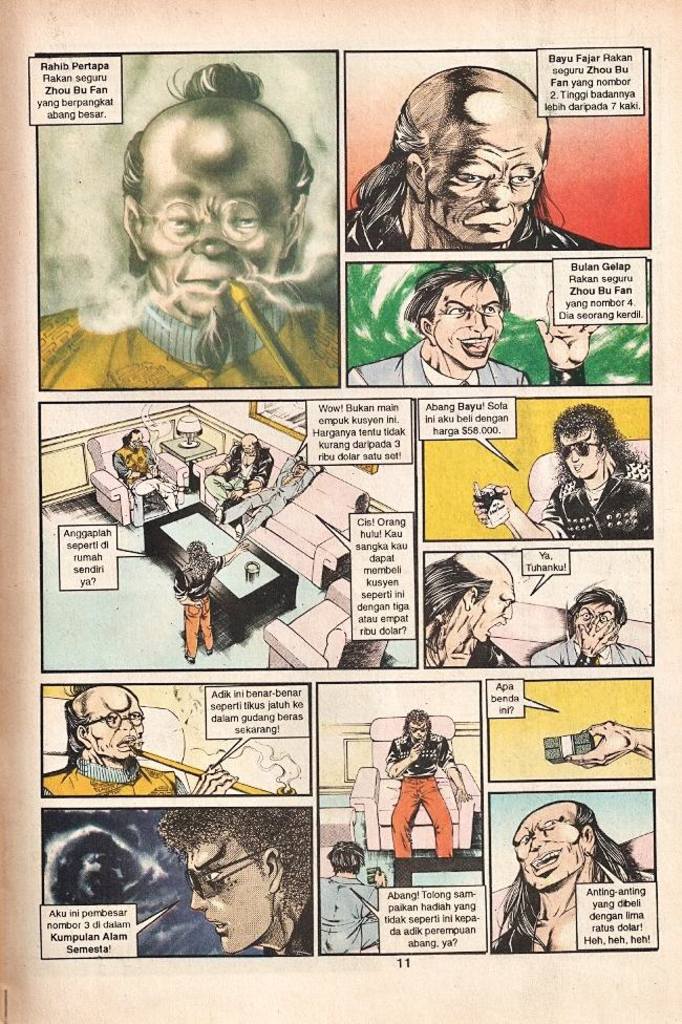 Rahib Pertapa
Rakan seguru
Zhou Bu Fan
yang berpangkat
abang besar.
Bayu Fajar Rakan
seguru Zhou Bu
Fan yang nombor
2. Tinggi badannya
lebih daripada 7 kaki.
Bulan Gelap
Rakan seguru
Zhou Bu Fan
yang nombor 4.
Dia seorang kerdil.
Wow! Bukan main
empuk kusyen ini.
Harganya tentu tidak
kurang daripada 3
ribu dolar satu set!
Anggaplah
seperti di
rumah
sendiri
ya?
Cis! Orang
hulu! Kau
sangka kau
dapat
membeli
kusyen
seperti ini
dengan tiga
atau empat
ribu dolar?
Abang Bayu! Sofa
ini aku beli dengan
harga $58.000.
Ya,
Tuhanku!
Adik ini benar-benar
seperti tikus jatuh ke
dalam gudang beras
sekarang!
Aku ini pembesar
nombor 3 di dalam
Kumpulan Alam
Semesta!
Abang! Tolong sam-
paikan hadiah yang
tidak seperti ini kepa-
da adik perempuan
abang, ya?
Apa
benda
ini?
Anting-anting
yang dibeli
dengan lima
ratus dolar!
Heh, heh, heh!
11